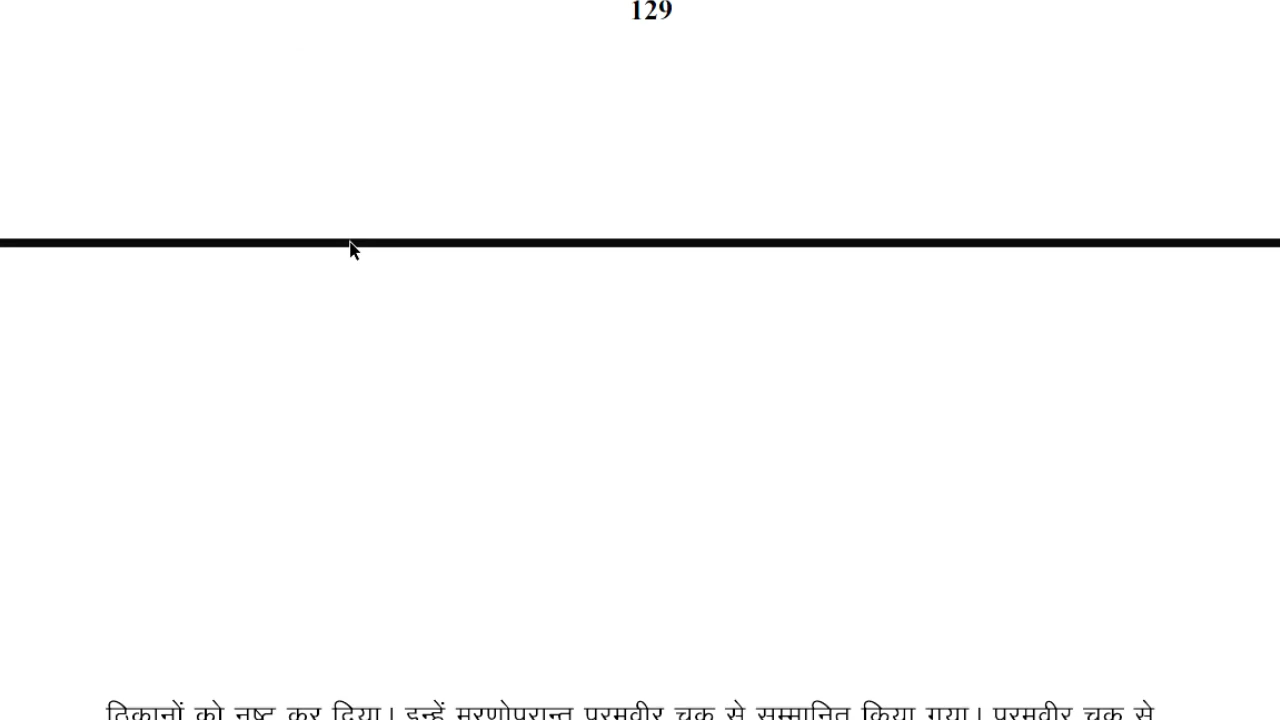 129
ठिकानों को नष्ट कर दिया। इन्हें मरणोपरान्त परमवीर चक्र से सम्मानित किया गया। परमवीर चक्र से